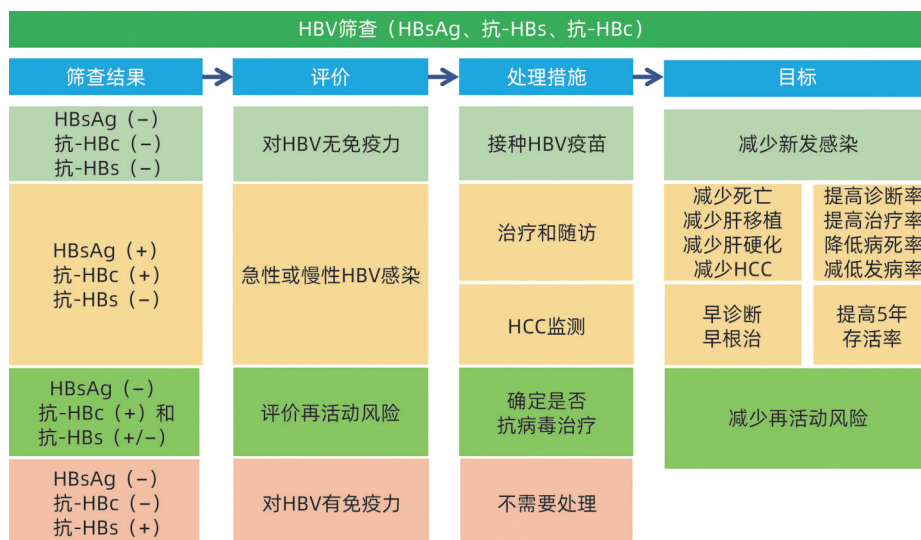 HBV筛查（HBsAg、抗-HBs、抗-HBc）
筛查结果
评价
处理措施
目标
HBsAg（−）
抗-HBc（−）
抗-HBs（−）
对HBV无免疫力
接种HBV疫苗
减少新发感染
HBsAg（+）
抗-HBc（+）
抗-HBs（−）
急性或慢性HBV感染
治疗和随访
减少死亡
减少肝移植
减少肝硬化
减少HCC
提高诊断率
提高治疗率
降低病死率
减低发病率
HCC监测
早诊断
早根治
提高5年
存活率
HBsAg（−）
抗-HBc（+）和
抗-HBs（+/−）
评价再活动风险
确定是否
抗病毒治疗
减少再活动风险
HBsAg（−）
抗-HBc（−）
抗-HBs（+）
对HBV有免疫力
不需要处理